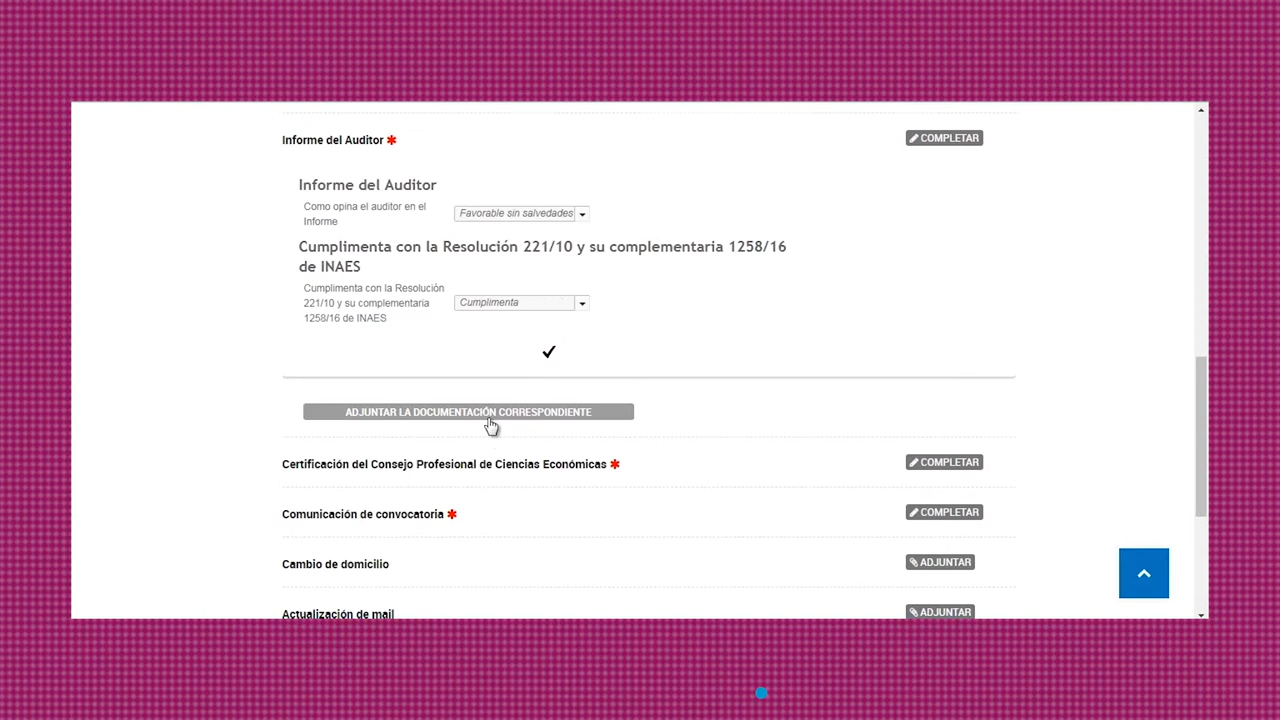 Informe del Auditor *
COMPLETAR
Informe del Auditor
Como opina el auditor en el
Informe
Favorable sin salvedades
Cumplimenta con la Resolución 221/10 y su complementaria 1258/16
de INAES
Cumplimenta con la Resolución
221/10 y su complementaria
1258/16 de INAES
Cumplimenta
ADJUNTAR LA DOCUMENTACIÓN CORRESPONDIENTE
Certificación del Consejo Profesional de Ciencias Económicas *
COMPLETAR
Comunicación de convocatoria *
COMPLETAR
Cambio de domicilio
ADJUNTAR
Actualización de mail
ADJUNTAR